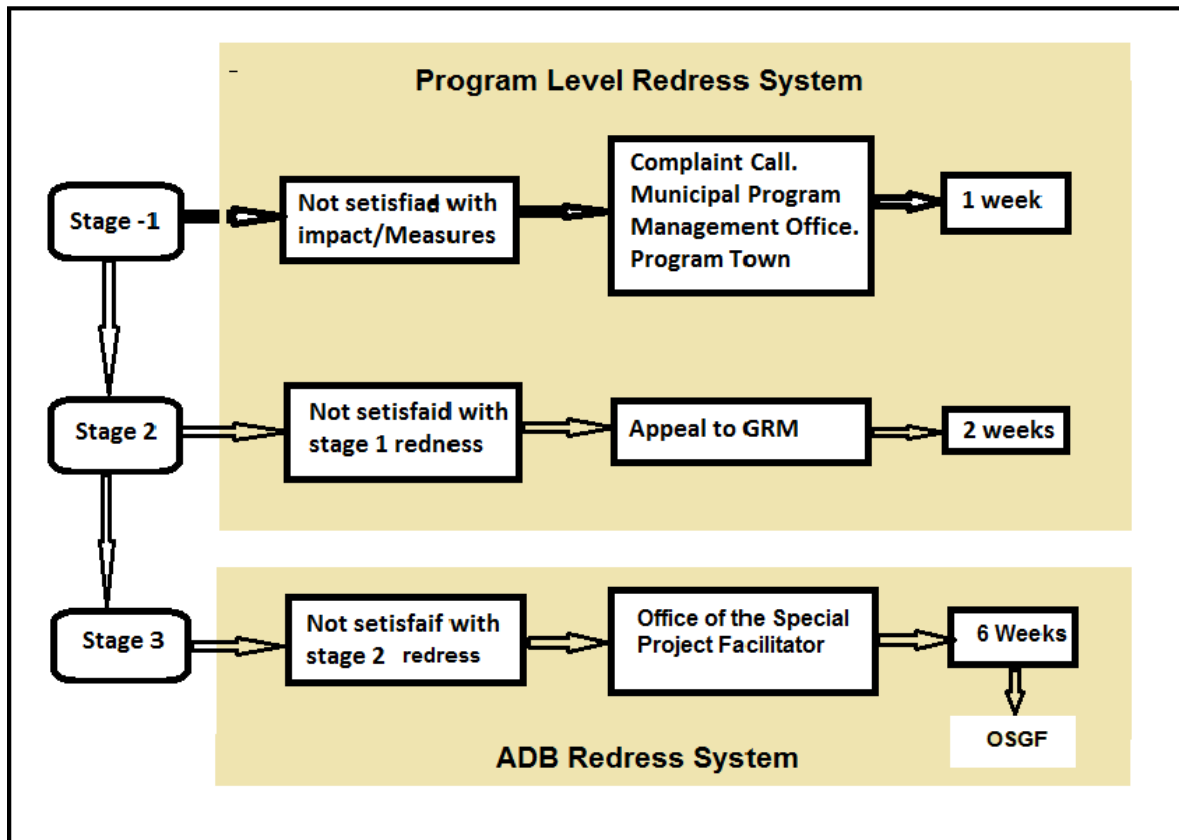 Program Level Redress System
Stage -1
Not setisfiad with
impact/Measures
Complaint Call.
Municipal Program
Management Office.
Program Town
1 week
Stage 2
Not setisfaid with
stage 1 redness
Appeal to GRM
2 weeks
Stage 3
Not setisfaif with
stage 2 redress
Office of the Special
Project Facilitator
6 Weeks
OSGF
ADB Redress System